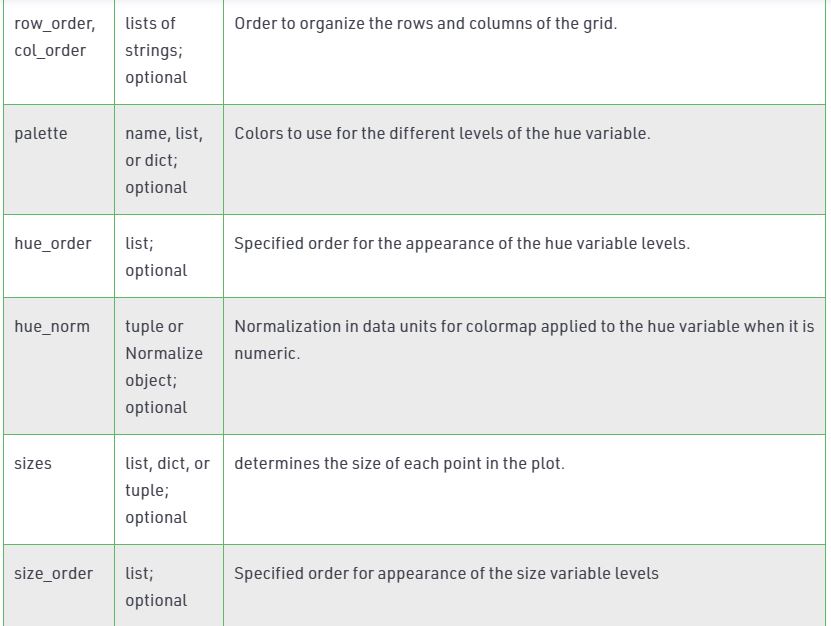 row_order, lists of Order to organize the rows and columns of the grid.
col_order strings;
optional
palette name, list, Colors to use for the different levels of the hue variable.
or dict;
optional
hue_order list; Specified order for the appearance of the hue variable levels.
optional
hue_norm tuple or Normalization in data units for colormap applied to the hue variable when it is
Normalize numeric.
object;
optional
sizes list, dict, or determines the size of each point in the plot.
tuple;
optional
size_order list; Specified order for appearance of the size variable levels
optional